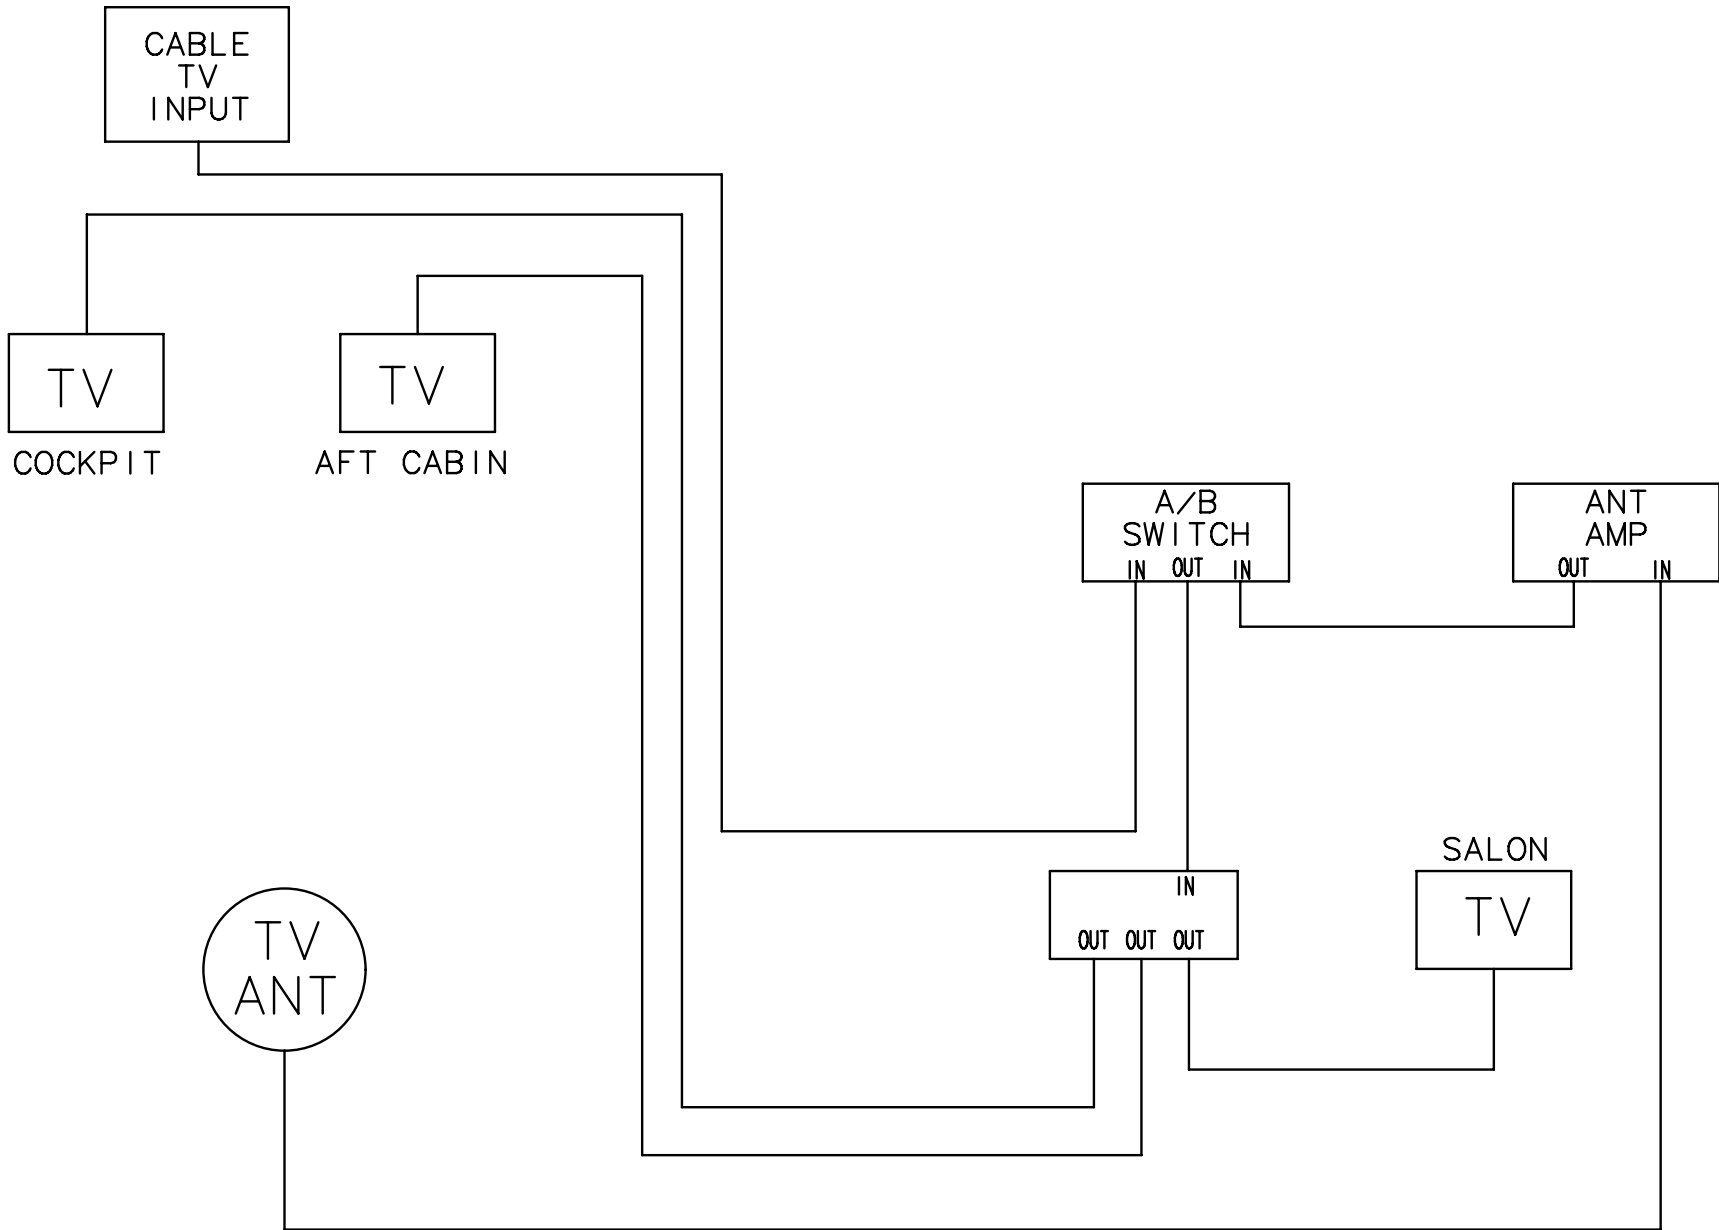 CABLE
TV
INPUT
TV
COCKPIT
TV
AFT CABIN
A/B
SWITCH
IN OUT IN
ANT
AMP
OUT IN
SALON
TV
IN
OUT OUT OUT
TV
ANT